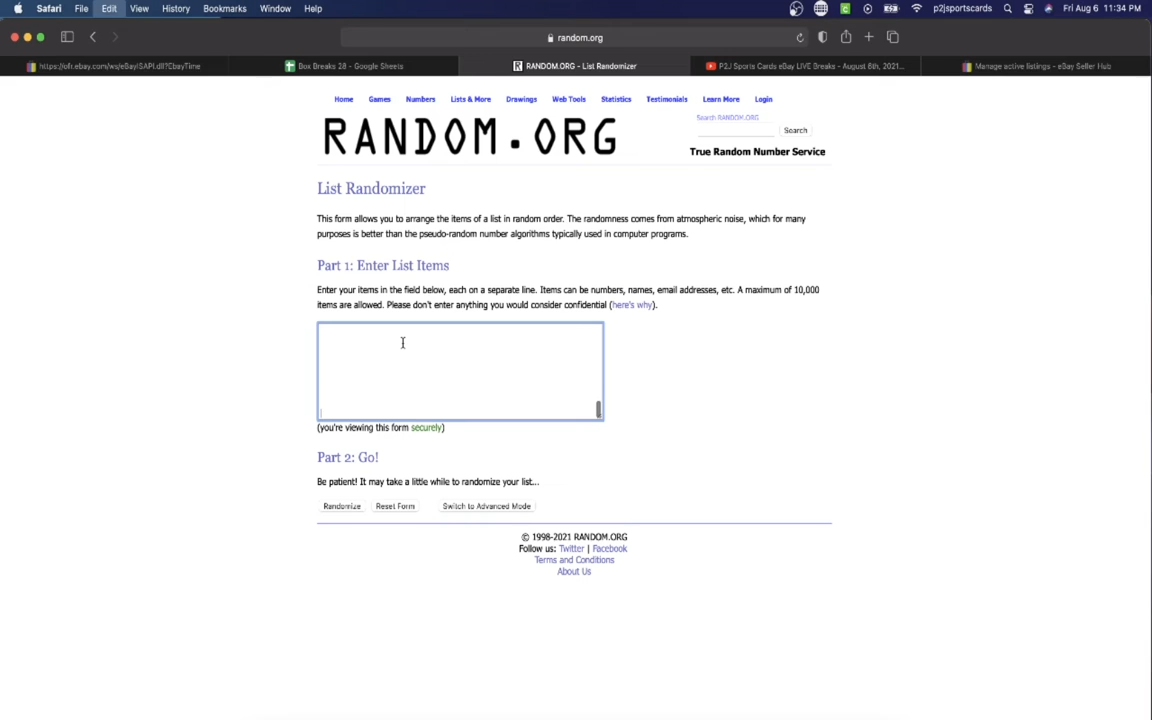 Safari File Edit View History Bookmarks Window Help p2jsportscards Fri Aug 6 11:34 PM
random.org
https://ofr.ebay.com/ws/eBayISAPI.dll?EbayTime Box Breaks 28 - Google Sheets RANDOM.ORG - List Randomizer P2J Sports Cards eBay LIVE Breaks - August 6th, 2021... Manage active listings - eBay Seller Hub
Home Games Numbers Lists & More Drawings Web Tools Statistics Testimonials Learn More Login
Search RANDOM.ORG
RANDOM.ORG
Search
True Random Number Service
List Randomizer
This form allows you to arrange the items of a list in random order. The randomness comes from atmospheric noise, which for many
purposes is better than the pseudo-random number algorithms typically used in computer programs.
Part 1: Enter List Items
Enter your items in the field below, each on a separate line. Items can be numbers, names, email addresses, etc. A maximum of 10,000
items are allowed. Please don't enter anything you would consider confidential (here's why).
(you're viewing this form securely)
Part 2: Go!
Be patient! It may take a little while to randomize your list...
Randomize Reset Form Switch to Advanced Mode
© 1998-2021 RANDOM.ORG
Follow us: Twitter | Facebook
Terms and Conditions
About Us